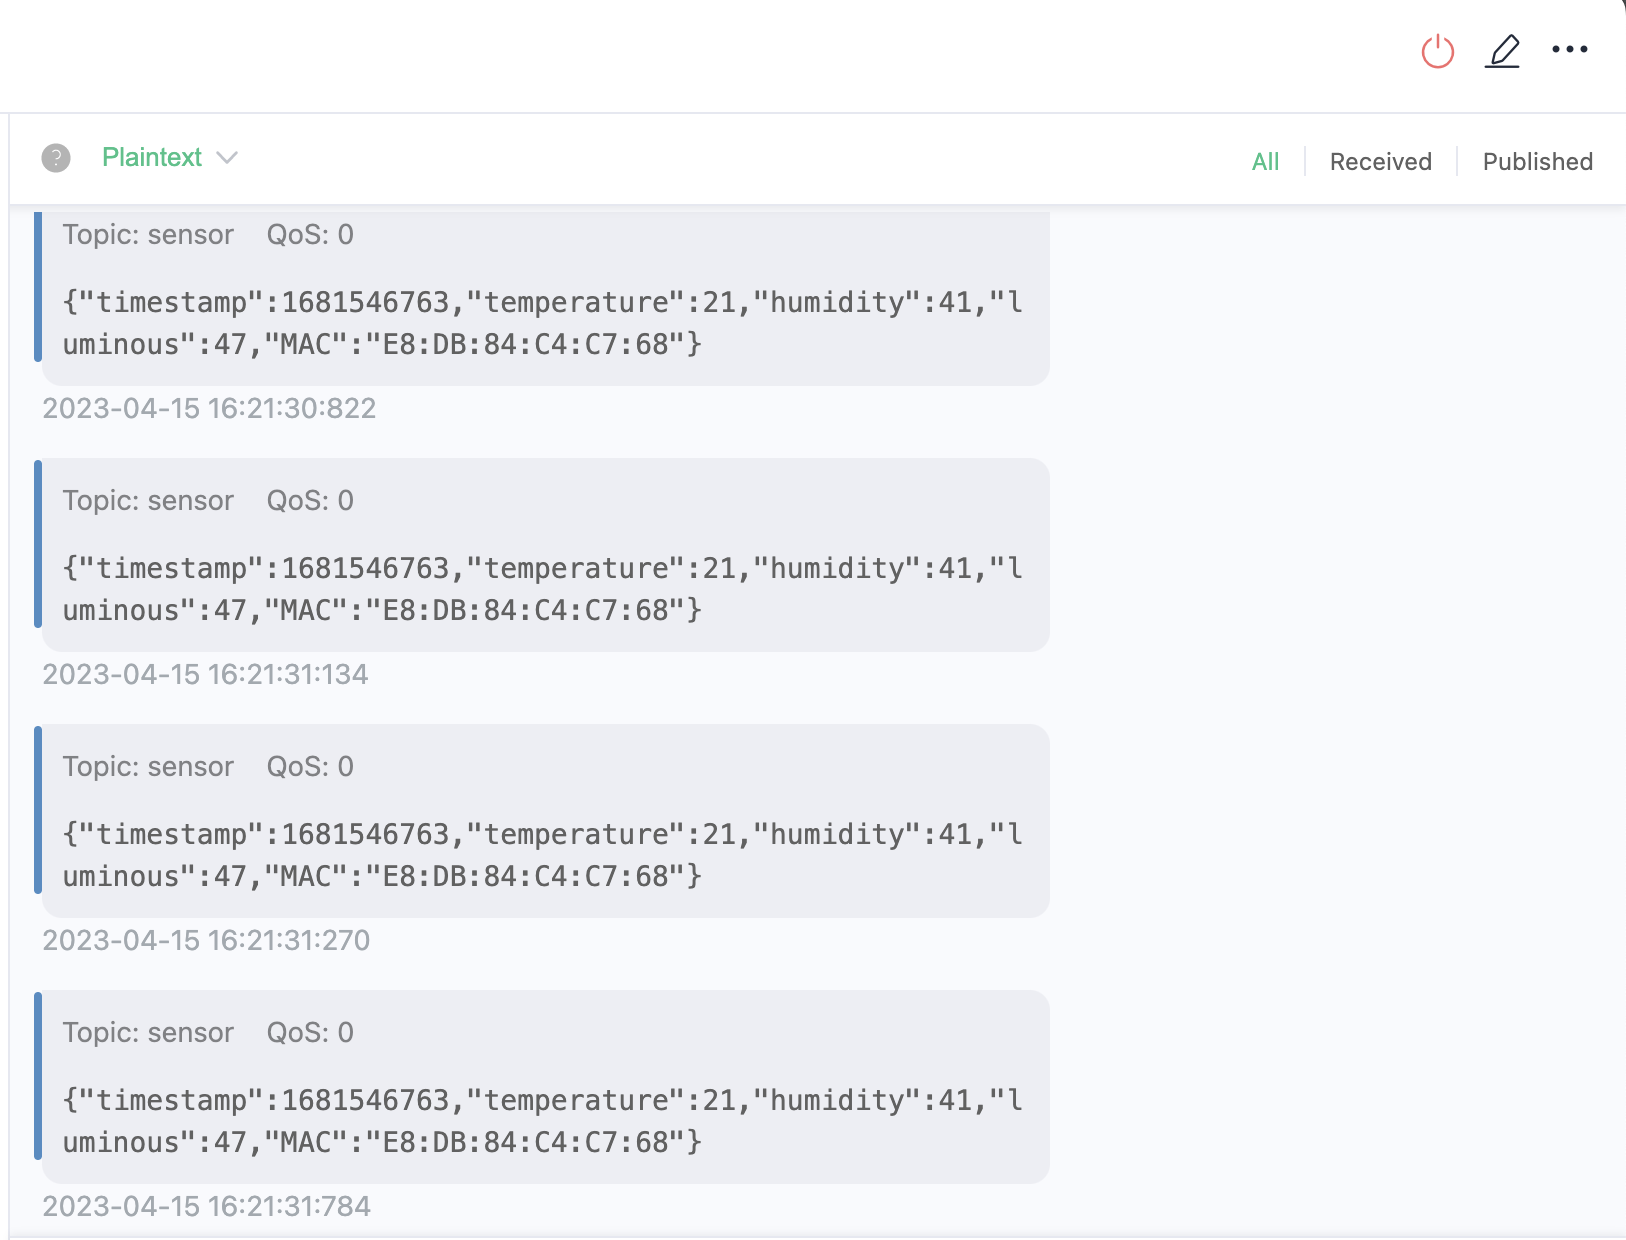 ?
Plaintext
All
Received
Published
Topic: sensor QoS: 0
{"timestamp":1681546763,"temperature":21,"humidity":41,"l
uminous":47,"MAC":"E8:DB:84:C4:C7:68"}
2023-04-15 16:21:30:822
Topic: sensor QoS: 0
{"timestamp":1681546763,"temperature":21,"humidity":41,"l
uminous":47,"MAC":"E8:DB:84:C4:C7:68"}
2023-04-15 16:21:31:134
Topic: sensor QoS: 0
{"timestamp":1681546763,"temperature":21,"humidity":41,"l
uminous":47,"MAC":"E8:DB:84:C4:C7:68"}
2023-04-15 16:21:31:270
Topic: sensor QoS: 0
{"timestamp":1681546763,"temperature":21,"humidity":41,"l
uminous":47,"MAC":"E8:DB:84:C4:C7:68"}
2023-04-15 16:21:31:784